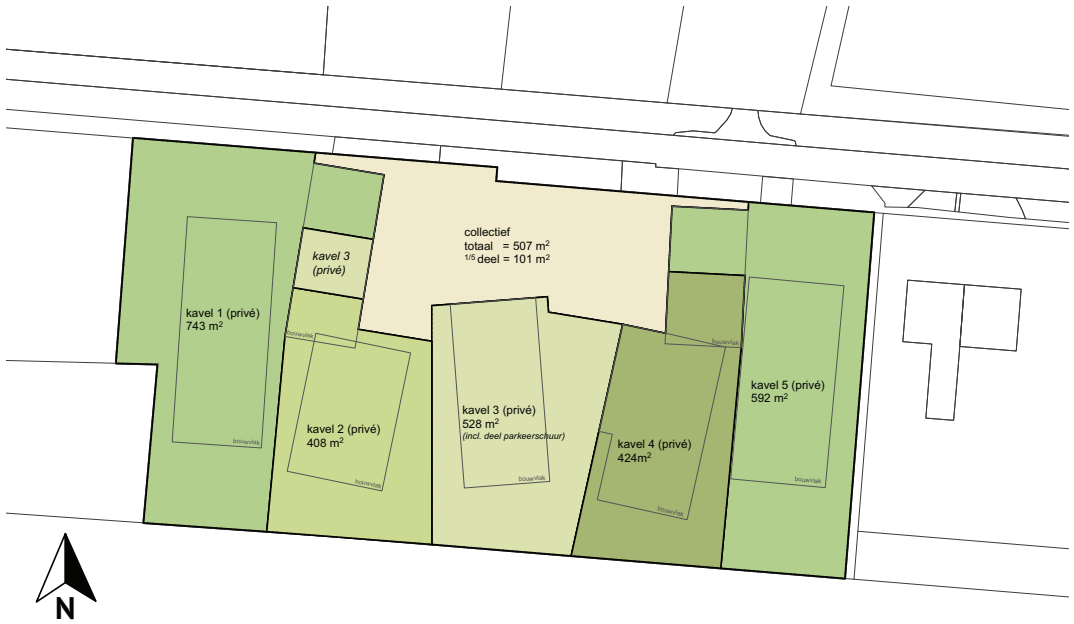 collectief
totaal = 507 m²
1/5 deel = 101 m²
kavel 3
(privé)
kavel 1 (privé)
743 m²
bouwvlak
bouwvlak
kavel 5 (privé)
592 m²
kavel 3 (privé)
528 m²
(incl. deel parkeerschuur)
kavel 2 (privé)
408 m²
kavel 4 (privé)
424m²
bouwvlak
bouwvlak
bouwvlak
bouwvlak
bouwvlak
N